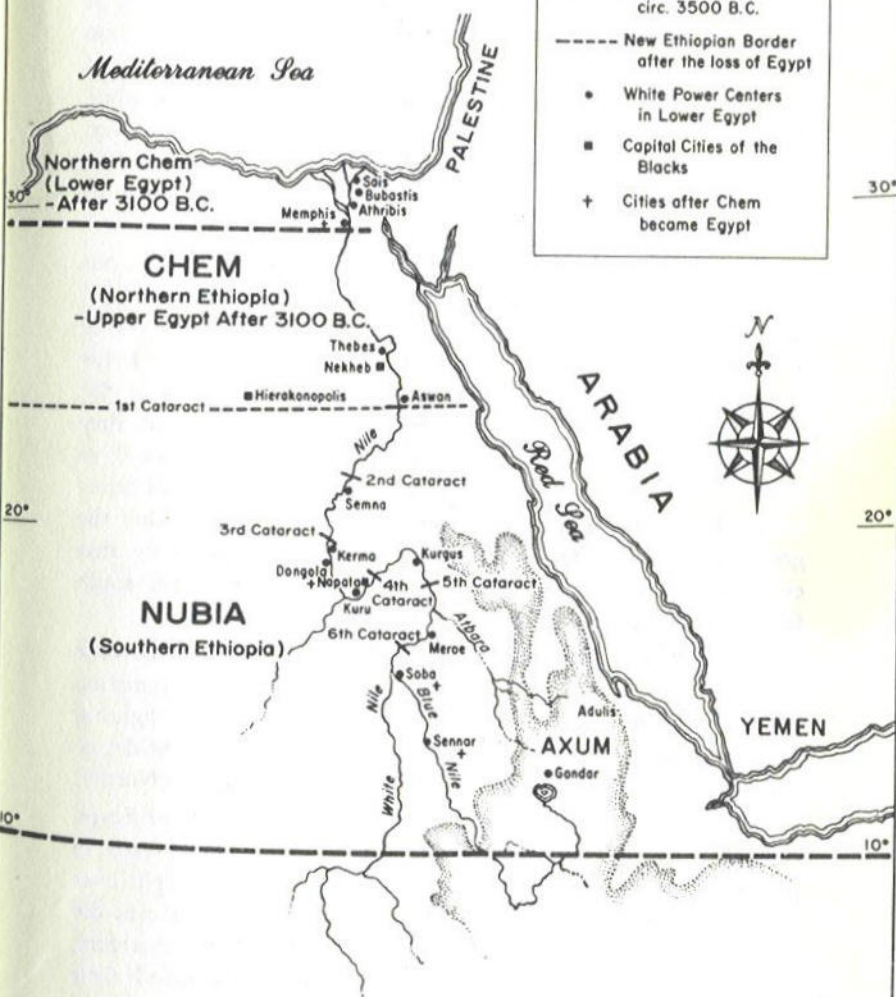 circ. 3500 B.C.
New Ethiopian Border
after the loss of Egypt
White Power Centers
in Lower Egypt
Capital Cities of the
Blacks
Cities after Chem
became Egypt
Mediterranean Sea
PALESTINE
Northern Chem
(Lower Egypt)
-After 3100 B.C.
30°
30°
Sais
Bubastis
Athribis
Memphis
CHEM
(Northern Ethiopia)
-Upper Egypt After 3100 B.C.
N
Thebes
Nekheb
Hierakonopolis
Aswan
1st Cataract
ARABIA
Nile
Red Sea
2nd Cataract
Semna
20°
20°
3rd Cataract
Kerma
Kurgus
Dongola
Napata
4th
Cataract
5th Cataract
Kuru
NUBIA
(Southern Ethiopia)
6th Cataract
Atbara
Meroe
Soba
Nile
Blue
Adulis
YEMEN
Sennar
AXUM
Nile
Gondar
White
10°
10°